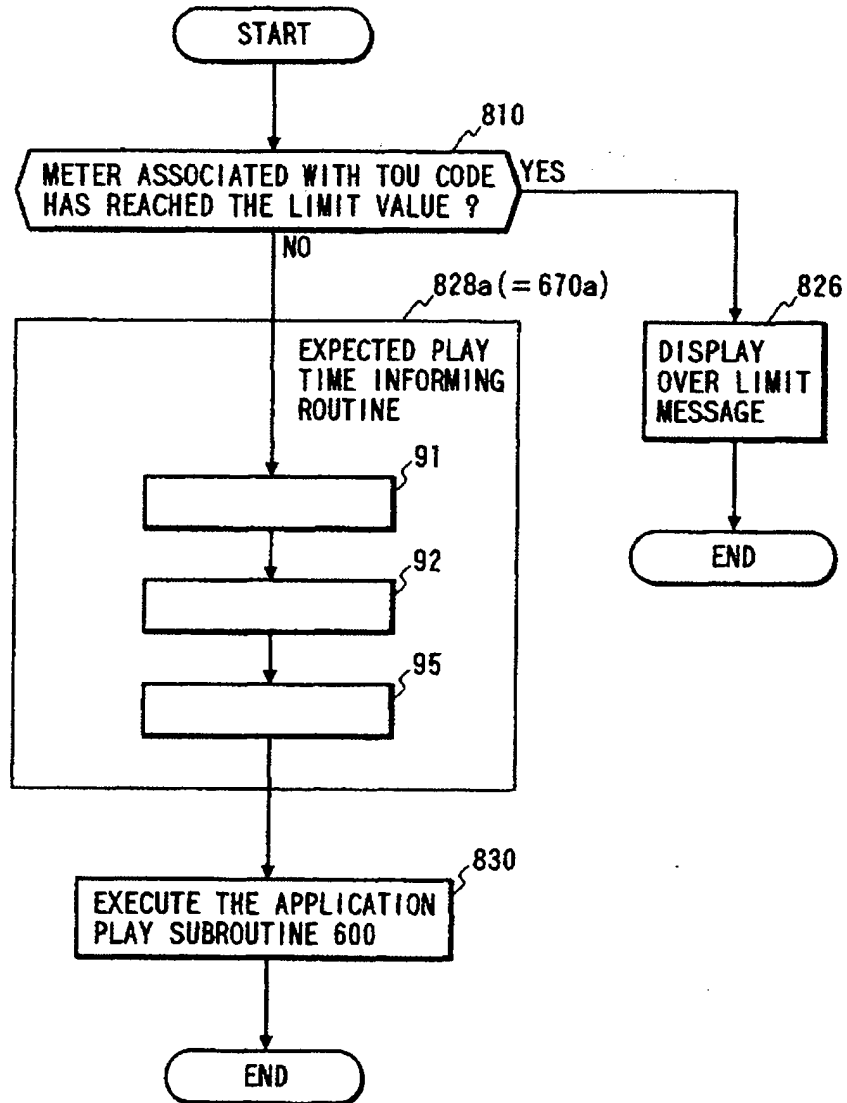 START
810
METER ASSOCIATED WITH TOU CODE
HAS REACHED THE LIMIT VALUE ?
YES
NO
828a (=670a)
826
EXPECTED PLAY
TIME INFORMING
ROUTINE
DISPLAY
OVER LIMIT
MESSAGE
91
92
END
95
830
EXECUTE THE APPLICATION
PLAY SUBROUTINE 600
END